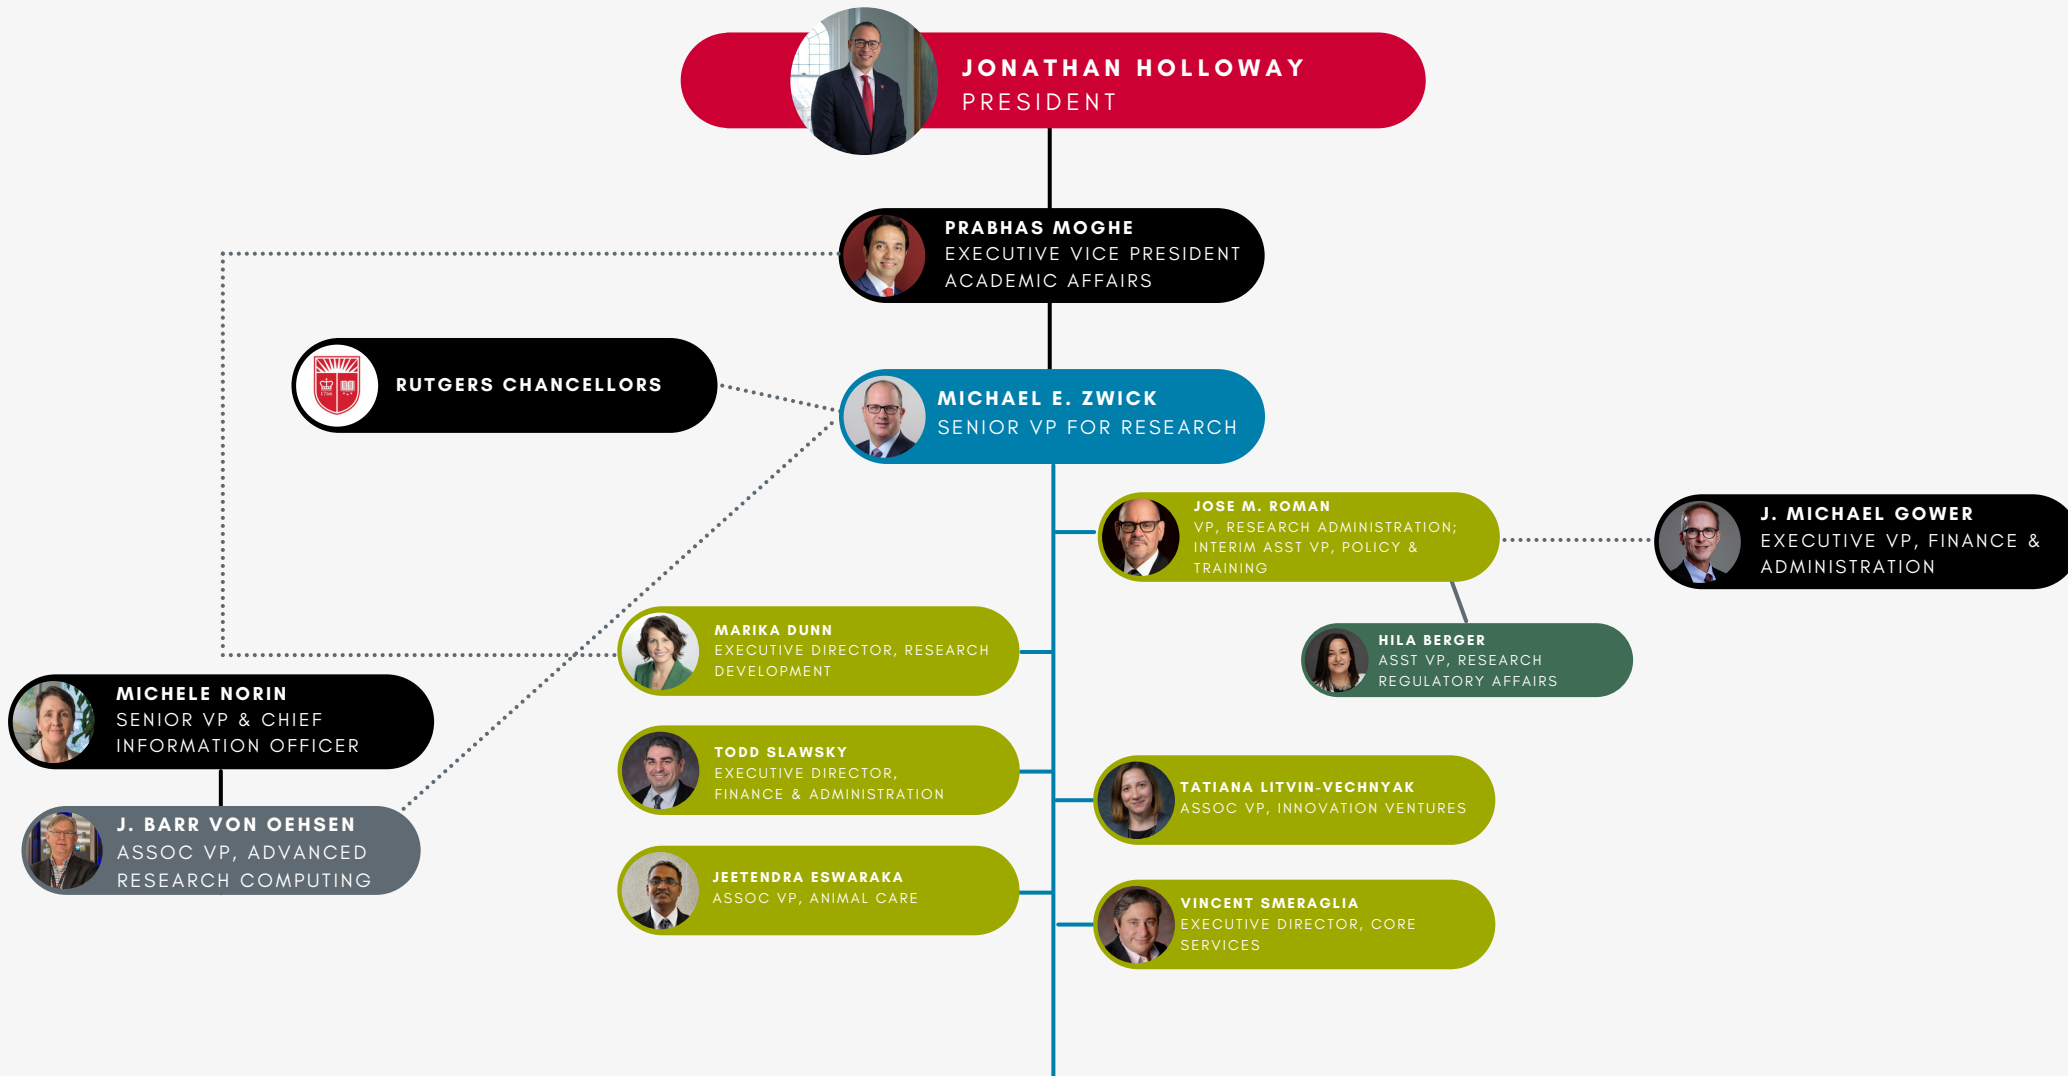 JONATHAN HOLLOWAY
PRESIDENT
PRABHAS MOGHE
EXECUTIVE VICE PRESIDENT
ACADEMIC AFFAIRS
RUTGERS CHANCELLORS
1766
MICHAEL E. ZWICK
SENIOR VP FOR RESEARCH
JOSE M. ROMAN
VP, RESEARCH ADMINISTRATION;
INTERIM ASST VP, POLICY &
TRAINING
J. MICHAEL GOWER
EXECUTIVE VP, FINANCE &
ADMINISTRATION
MARIKA DUNN
EXECUTIVE DIRECTOR, RESEARCH
DEVELOPMENT
HILA BERGER
ASST VP, RESEARCH
REGULATORY AFFAIRS
MICHELE NORIN
SENIOR VP & CHIEF
INFORMATION OFFICER
TODD SLAWSKY
EXECUTIVE DIRECTOR,
FINANCE & ADMINISTRATION
TATIANA LITVIN-VECHNYAK
ASSOC VP, INNOVATION VENTURES
J. BARR VON OEHSEN
ASSOC VP, ADVANCED
RESEARCH COMPUTING
JEETENDRA ESWARAKA
ASSOC VP, ANIMAL CARE
VINCENT SMERAGLIA
EXECUTIVE DIRECTOR, CORE
SERVICES